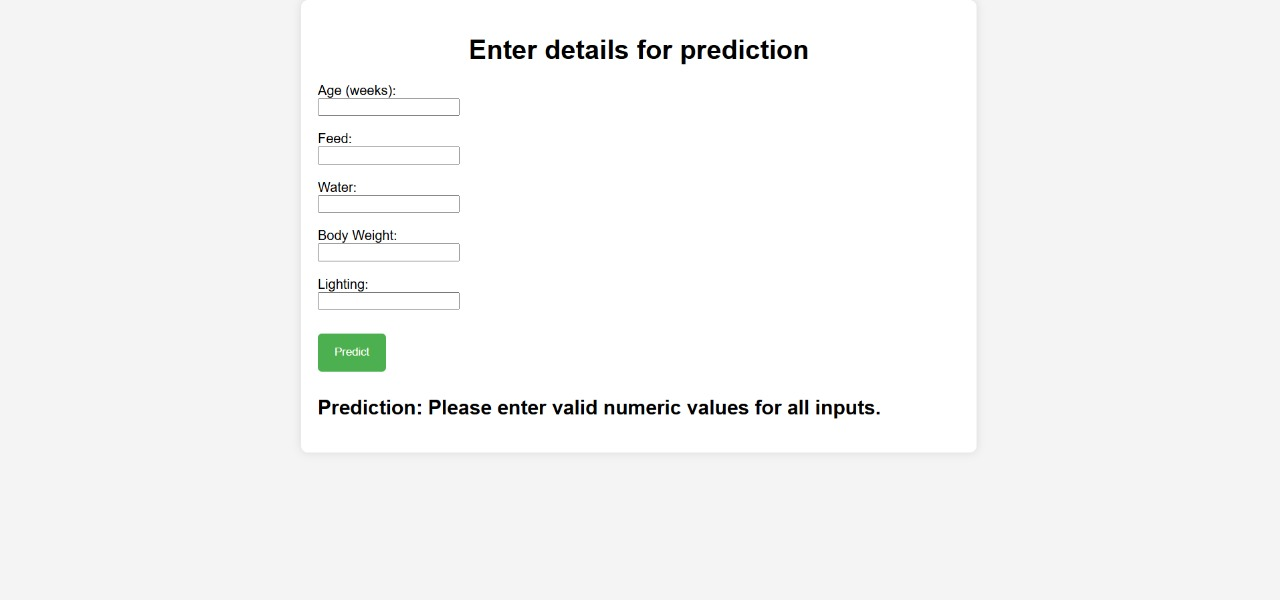 Enter details for prediction
Age (weeks):
Feed:
Water:
Body Weight:
Lighting:
Predict
Prediction: Please enter valid numeric values for all inputs.